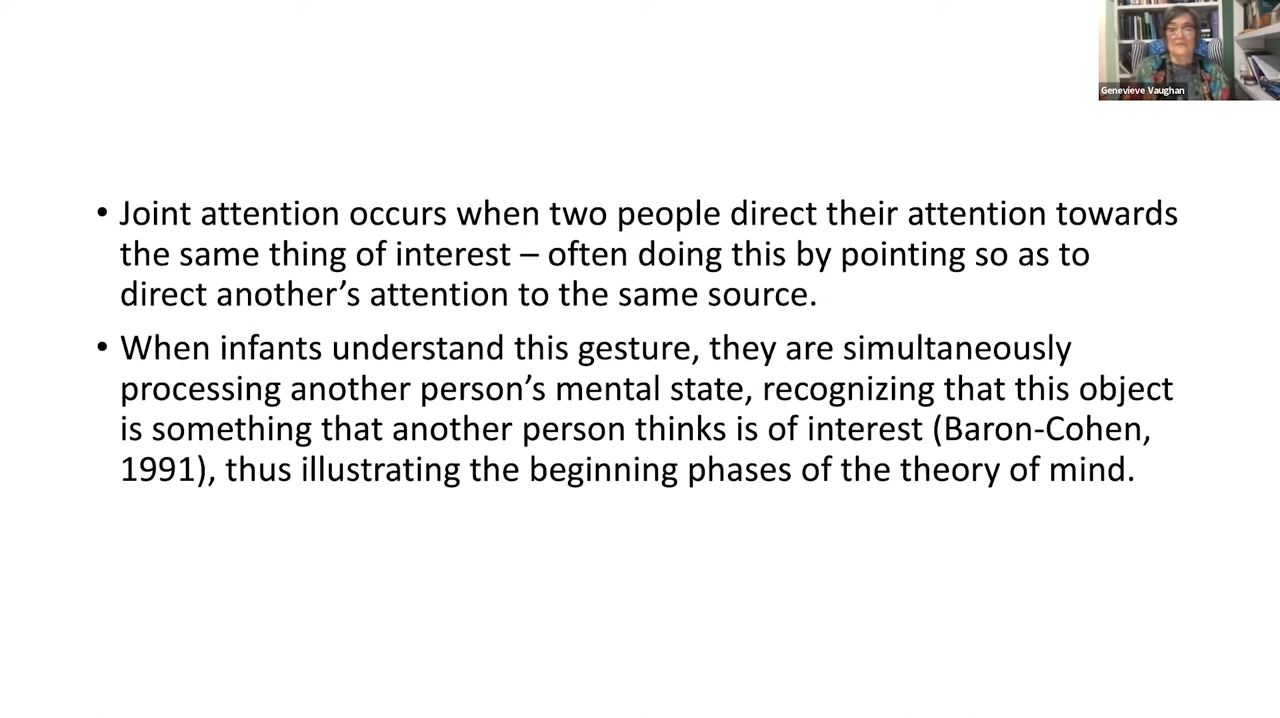 Genevieve Vaughan
• Joint attention occurs when two people direct their attention towards
the same thing of interest – often doing this by pointing so as to
direct another’s attention to the same source.
• When infants understand this gesture, they are simultaneously
processing another person’s mental state, recognizing that this object
is something that another person thinks is of interest (Baron-Cohen,
1991), thus illustrating the beginning phases of the theory of mind.